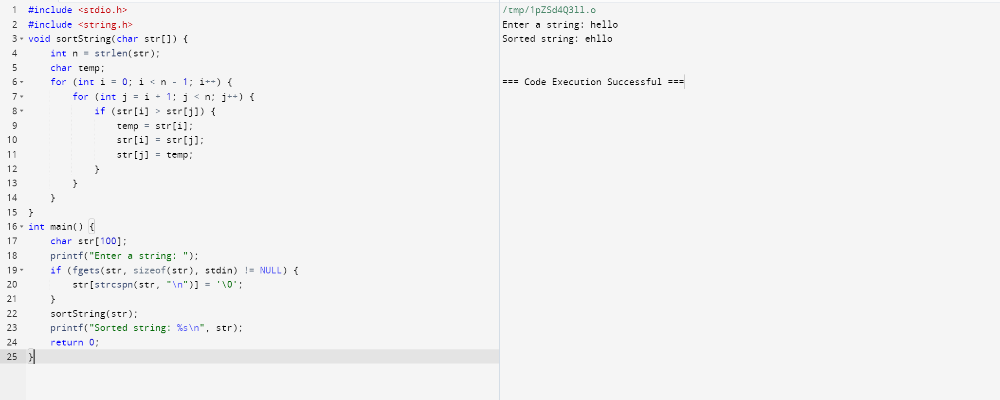 1 #include <stdio.h>
2 #include <string.h>
3 void sortString(char str[]) {
4     int n = strlen(str);
5     char temp;
6     for (int i = 0; i < n - 1; i++) {
7         for (int j = i + 1; j < n; j++) {
8             if (str[i] > str[j]) {
9                 temp = str[i];
10                 str[i] = str[j];
11                 str[j] = temp;
12             }
13         }
14     }
15 }
16 int main() {
17     char str[100];
18     printf("Enter a string: ");
19     if (fgets(str, sizeof(str), stdin) != NULL) {
20         str[strcspn(str, "\n")] = '\0';
21     }
22     sortString(str);
23     printf("Sorted string: %s\n", str);
24     return 0;
25 }
/tmp/1pZSd4Q3ll.o
Enter a string: hello
Sorted string: ehllo
=== Code Execution Successful ===